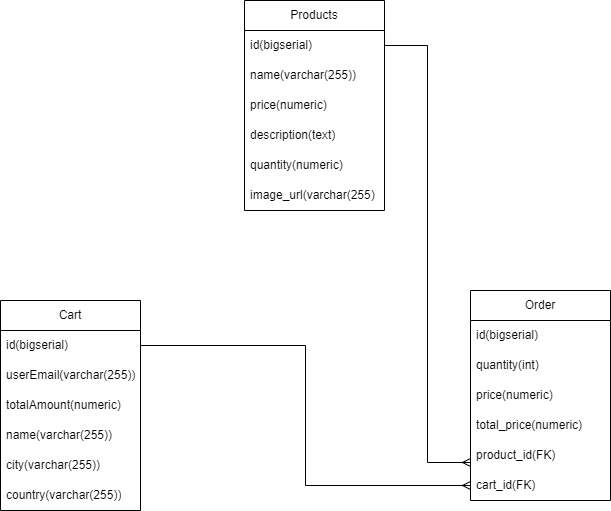 Products
id(bigserial)
name(varchar(255))
price(numeric)
description(text)
quantity(numeric)
image_url(varchar(255)
Cart
id(bigserial)
userEmail(varchar(255))
totalAmount(numeric)
name(varchar(255))
city(varchar(255))
country(varchar(255))
Order
id(bigserial)
quantity(int)
price(numeric)
total_price(numeric)
product_id(FK)
cart_id(FK)